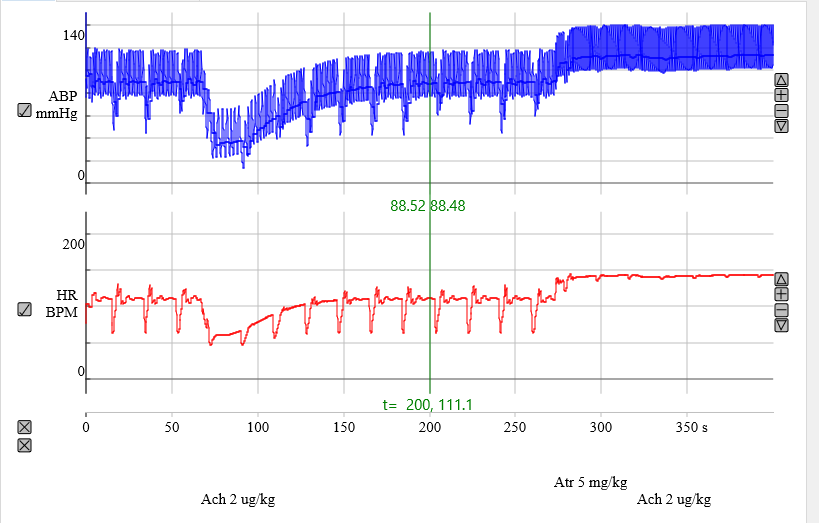 140
ABP
mmHg
0
88.52 88.48
200
HR
BPM
0
t= 200, 111.1
0 50 100 150 200 250 300 350 s
Atr 5 mg/kg
Ach 2 ug/kg Ach 2 ug/kg